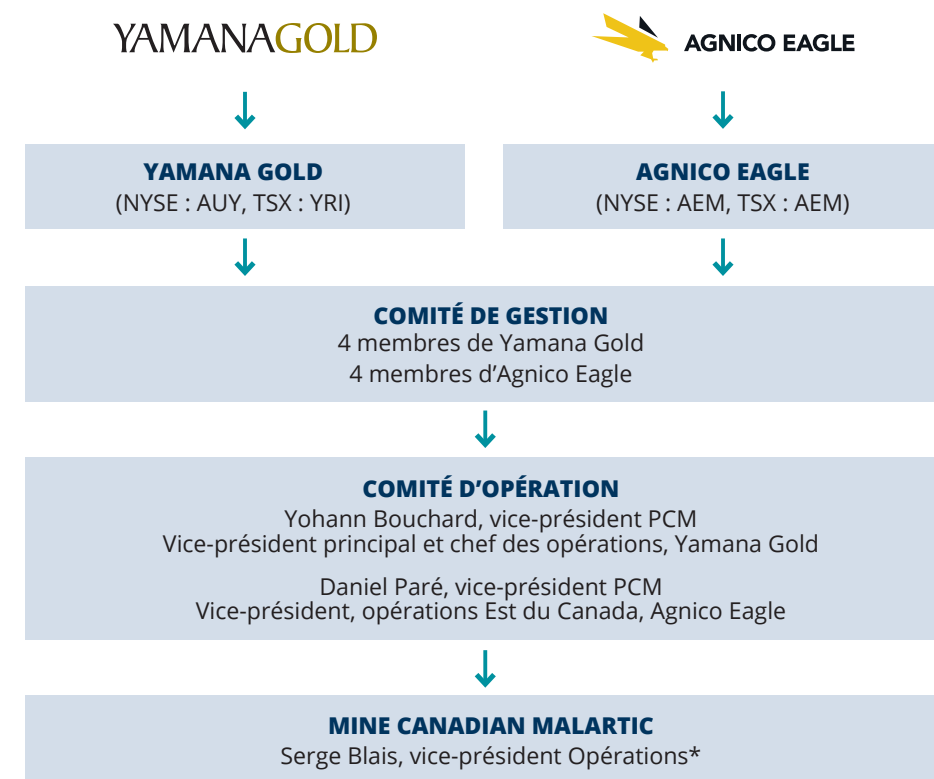 YAMANAGOLD
AGNICO EAGLE
YAMANA GOLD
(NYSE : AUY, TSX : YRI)
AGNICO EAGLE
(NYSE : AEM, TSX : AEM)
COMITÉ DE GESTION
4 membres de Yamana Gold
4 membres d’Agnico Eagle
COMITÉ D’OPÉRATION
Yohann Bouchard, vice-président PCM
Vice-président principal et chef des opérations, Yamana Gold
Daniel Paré, vice-président PCM
Vice-président, opérations Est du Canada, Agnico Eagle
MINE CANADIAN MALARTIC
Serge Blais, vice-président Opérations*